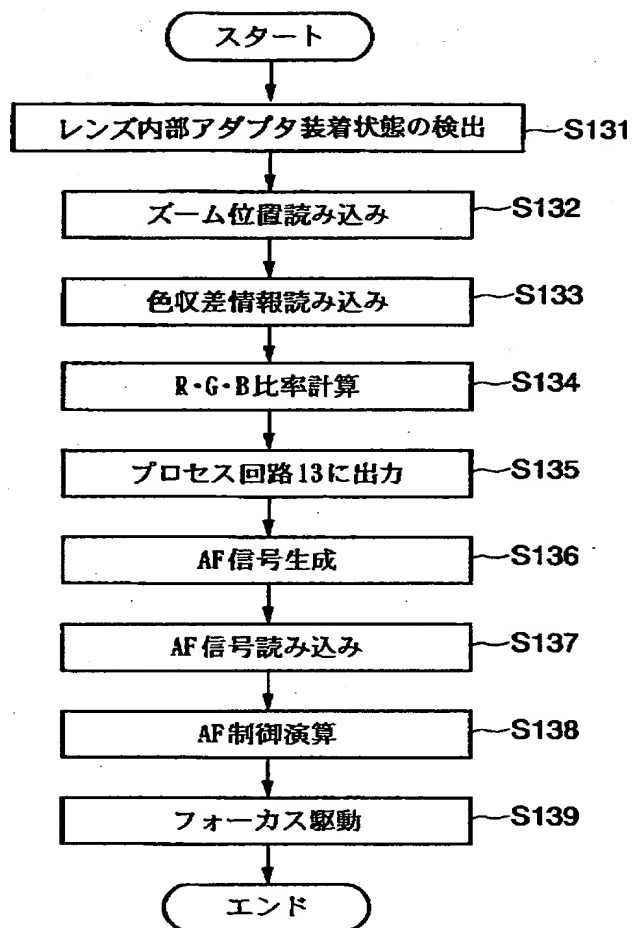 スタート
レンズ内部アダプタ装着状態の検出 S131
ズーム位置読み込み S132
色収差情報読み込み S133
R・G・B比率計算 S134
プロセス回路13に出力 S135
AF信号生成 S136
AF信号読み込み S137
AF制御演算 S138
フォーカス駆動 S139
エンド